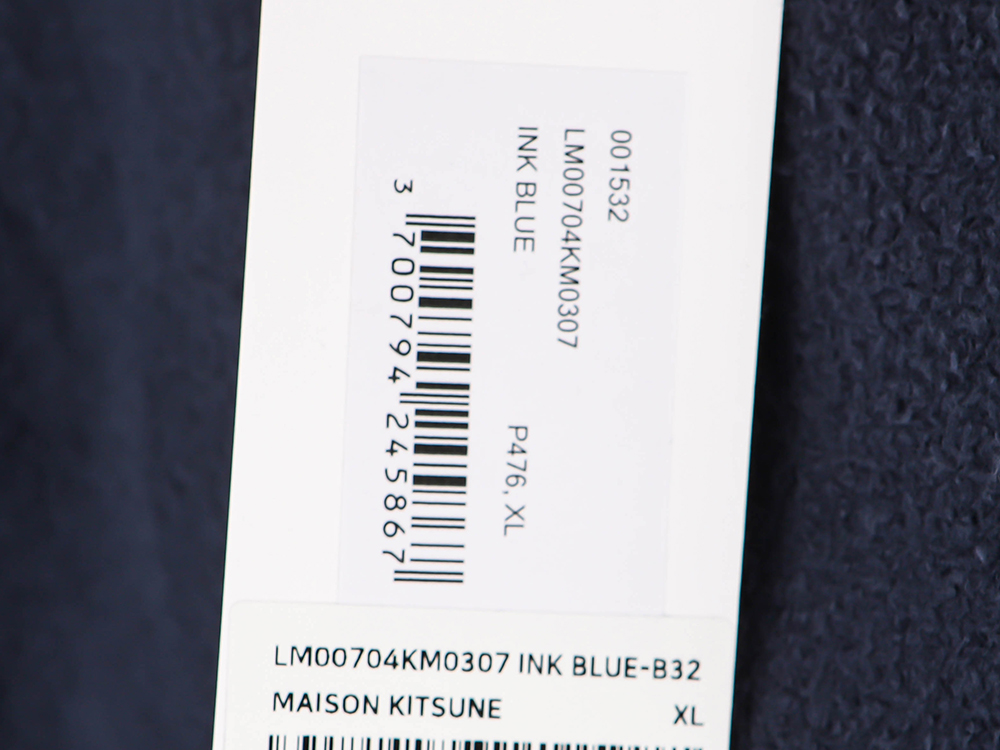 001532
LM00704KM0307
INK BLUE P476, XL
3 700794 245867
LM00704KM0307 INK BLUE-B32
MAISON KITSUNE XL